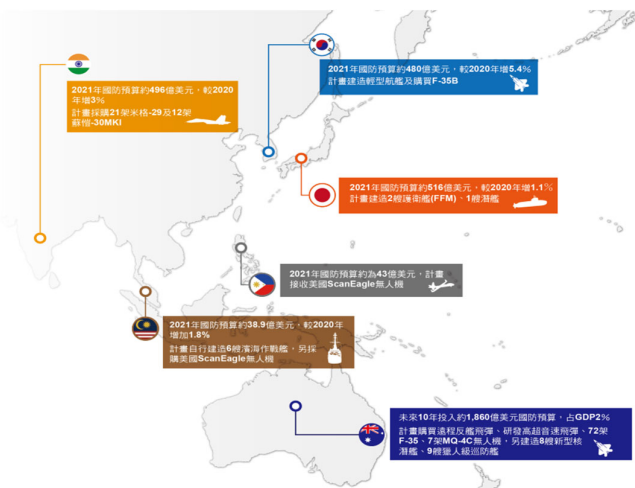 2021年國防預算約480億美元，較2020年增5.4%
計畫建造輕型航艦及購買F-35B
2021年國防預算約496億美元，較2020
年增3%
計畫採購21架米格-29及12架
蘇愷-30MKI
2021年國防預算約516億美元，較2020年增1.1%
計畫建造2艘護衛艦(FFM)、1艘潛艦
2021年國防預算約為43億美元，計畫
接收美國ScanEagle無人機
2021年國防預算約38.9億美元，較2020年
增加1.8%
計畫自行建造6艘濱海作戰艦，另採
購美國ScanEagle無人機
未來10年投入約1,860億美元國防預算，占GDP2%
計畫購買遠程反艦飛彈、研發高超音速飛彈、72架
F-35、7架MQ-4C無人機，另建造8艘新型核
潛艦、9艘獵人級巡防艦